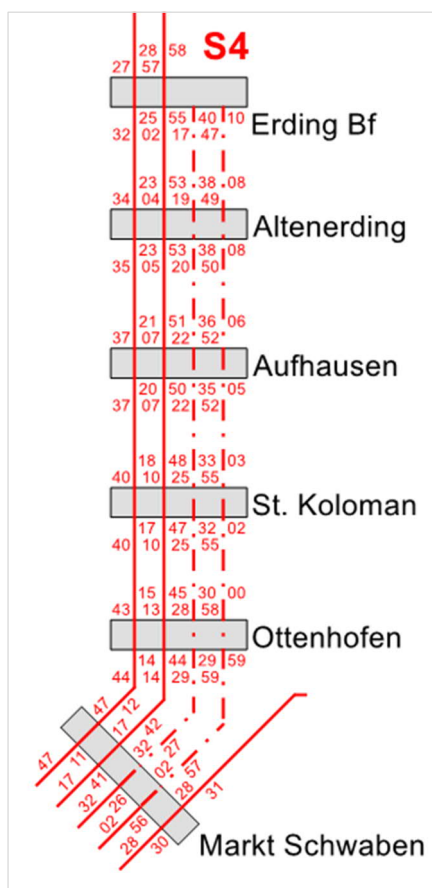 28 58 S4
27 57
25 55 40 10
32 02 17 47
Erding Bf
23 53 38 08
34 04 19 49
Altenerding
23 53 38 08
35 05 20 50
21 51 36 06
37 07 22 52
Aufhausen
20 50 35 05
37 07 22 52
18 48 33 03
40 10 25 55
St. Koloman
17 47 32 02
40 10 25 55
15 45 30 00
43 13 28 58
Ottenhofen
14 44 29 59
44 14 29 59
47 12
17 42
32 27
02 57
28 31
47 11
17 41
32 26
02 56
28 30
Markt Schwaben